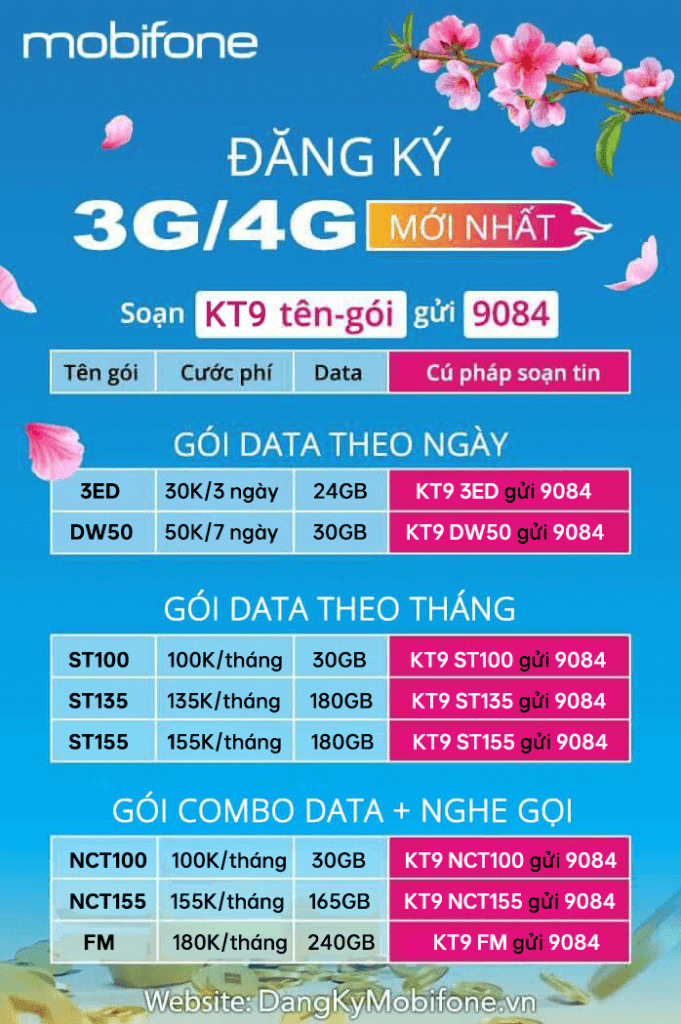 mobifone
ĐĂNG KÝ
3G/4G MỚI NHẤT
Soạn KT9 tên-gói gửi 9084
Tên gói Cước phí Data Cú pháp soạn tin
GÓI DATA THEO NGÀY
3ED 30K/3 ngày 24GB KT9 3ED gửi 9084
DW50 50K/7 ngày 30GB KT9 DW50 gửi 9084
GÓI DATA THEO THÁNG
ST100 100K/tháng 30GB KT9 ST100 gửi 9084
ST135 135K/tháng 180GB KT9 ST135 gửi 9084
ST155 155K/tháng 180GB KT9 ST155 gửi 9084
GÓI COMBO DATA + NGHE GỌI
NCT100 100K/tháng 30GB KT9 NCT100 gửi 9084
NCT155 155K/tháng 165GB KT9 NCT155 gửi 9084
FM 180K/tháng 240GB KT9 FM gửi 9084
Website: DangKyMobifone.vn